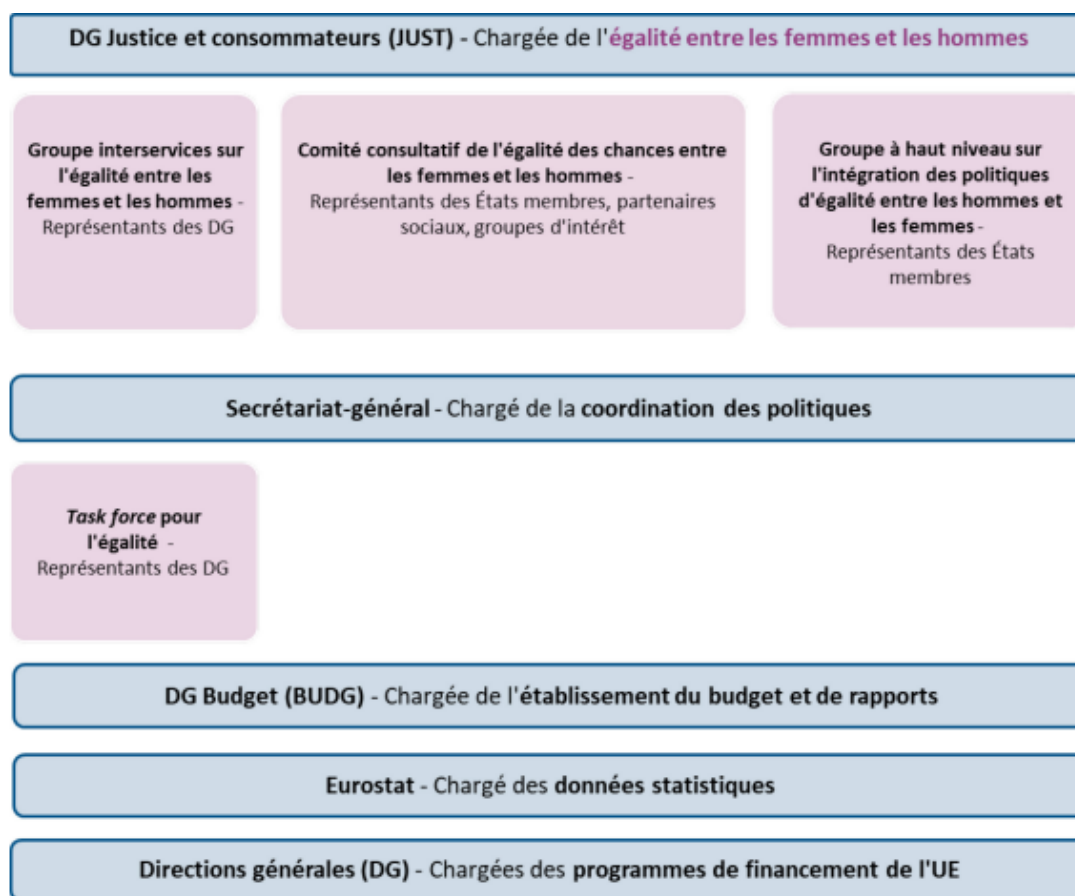 DG Justice et consommateurs (JUST) - Chargée de l'égalité entre les femmes et les hommes
Groupe interservices sur
l'égalité entre les
femmes et les hommes -
Représentants des DG
Comité consultatif de l'égalité des chances entre
les femmes et les hommes -
Représentants des États membres, partenaires
sociaux, groupes d'intérêt
Groupe à haut niveau sur
l'intégration des politiques
d'égalité entre les hommes et
les femmes -
Représentants des États
membres
Secrétariat-général - Chargé de la coordination des politiques
Task force pour
l'égalité -
Représentants des DG
DG Budget (BUDG) - Chargée de l'établissement du budget et de rapports
Eurostat - Chargé des données statistiques
Directions générales (DG) - Chargées des programmes de financement de l'UE